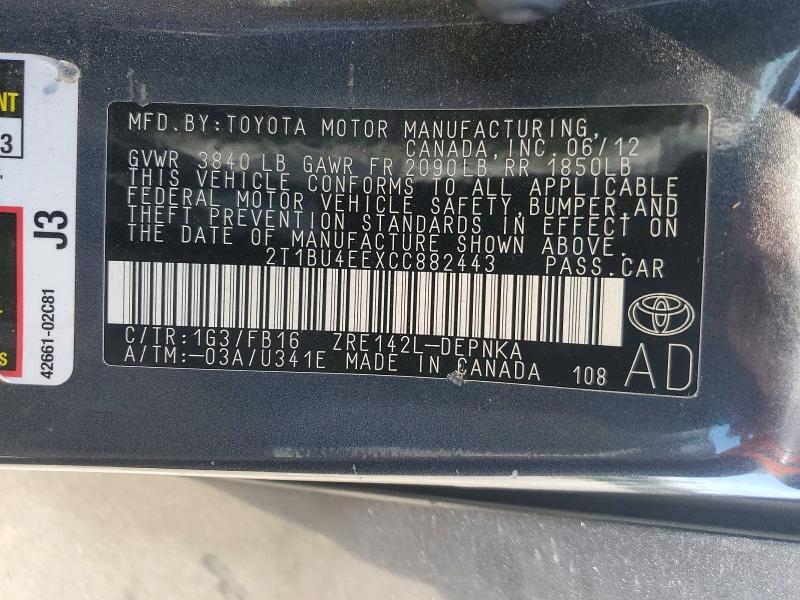 MFD.BY:TOYOTA MOTOR MANUFACTURING,
CANADA, INC. 06/12
GVWR 3840 LB GAWR FR 2090LB RR 1850LB
THIS VEHICLE CONFORMS TO ALL APPLICABLE
FEDERAL MOTOR VEHICLE SAFETY, BUMPER, AND
THEFT PREVENTION STANDARDS IN EFFECT ON
THE DATE OF MANUFACTURE SHOWN ABOVE.
2T1BU4EEXCC882443 PASS.CAR
C/TR:1G3/FB16 ZRE142L-DEPNKA
A/TM:-03A/U341E MADE IN CANADA 108
AD
J3
42661-02C81
NT
3
S